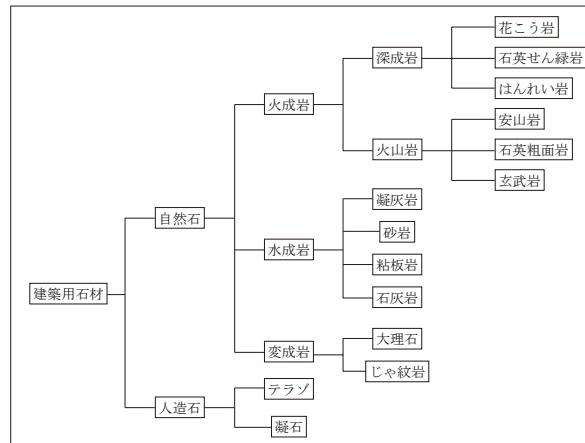 花こう岩
深成岩
石英せん緑岩
はんれい岩
火成岩
安山岩
火山岩
石英粗面岩
玄武岩
凝灰岩
自然石
砂岩
水成岩
粘板岩
建築用石材
石灰岩
大理石
変成岩
じゃ紋岩
テラゾ
人造石
凝石